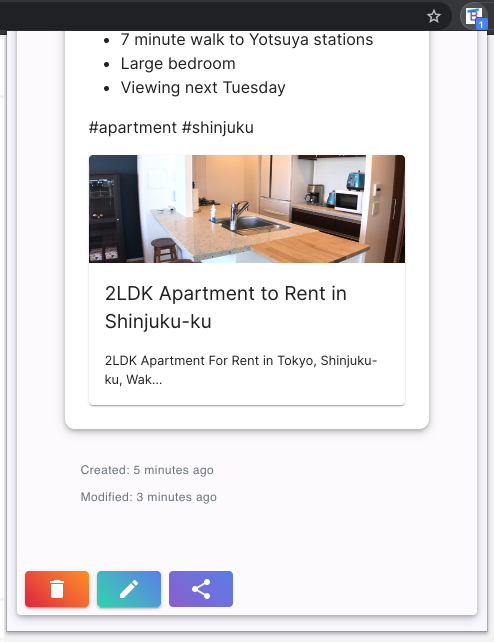 1
• 7 minute walk to Yotsuya stations
• Large bedroom
• Viewing next Tuesday
#apartment #shinjuku
2LDK Apartment to Rent in
Shinjuku-ku
2LDK Apartment For Rent in Tokyo, Shinjuku-
ku, Wak...
Created: 5 minutes ago
Modified: 3 minutes ago